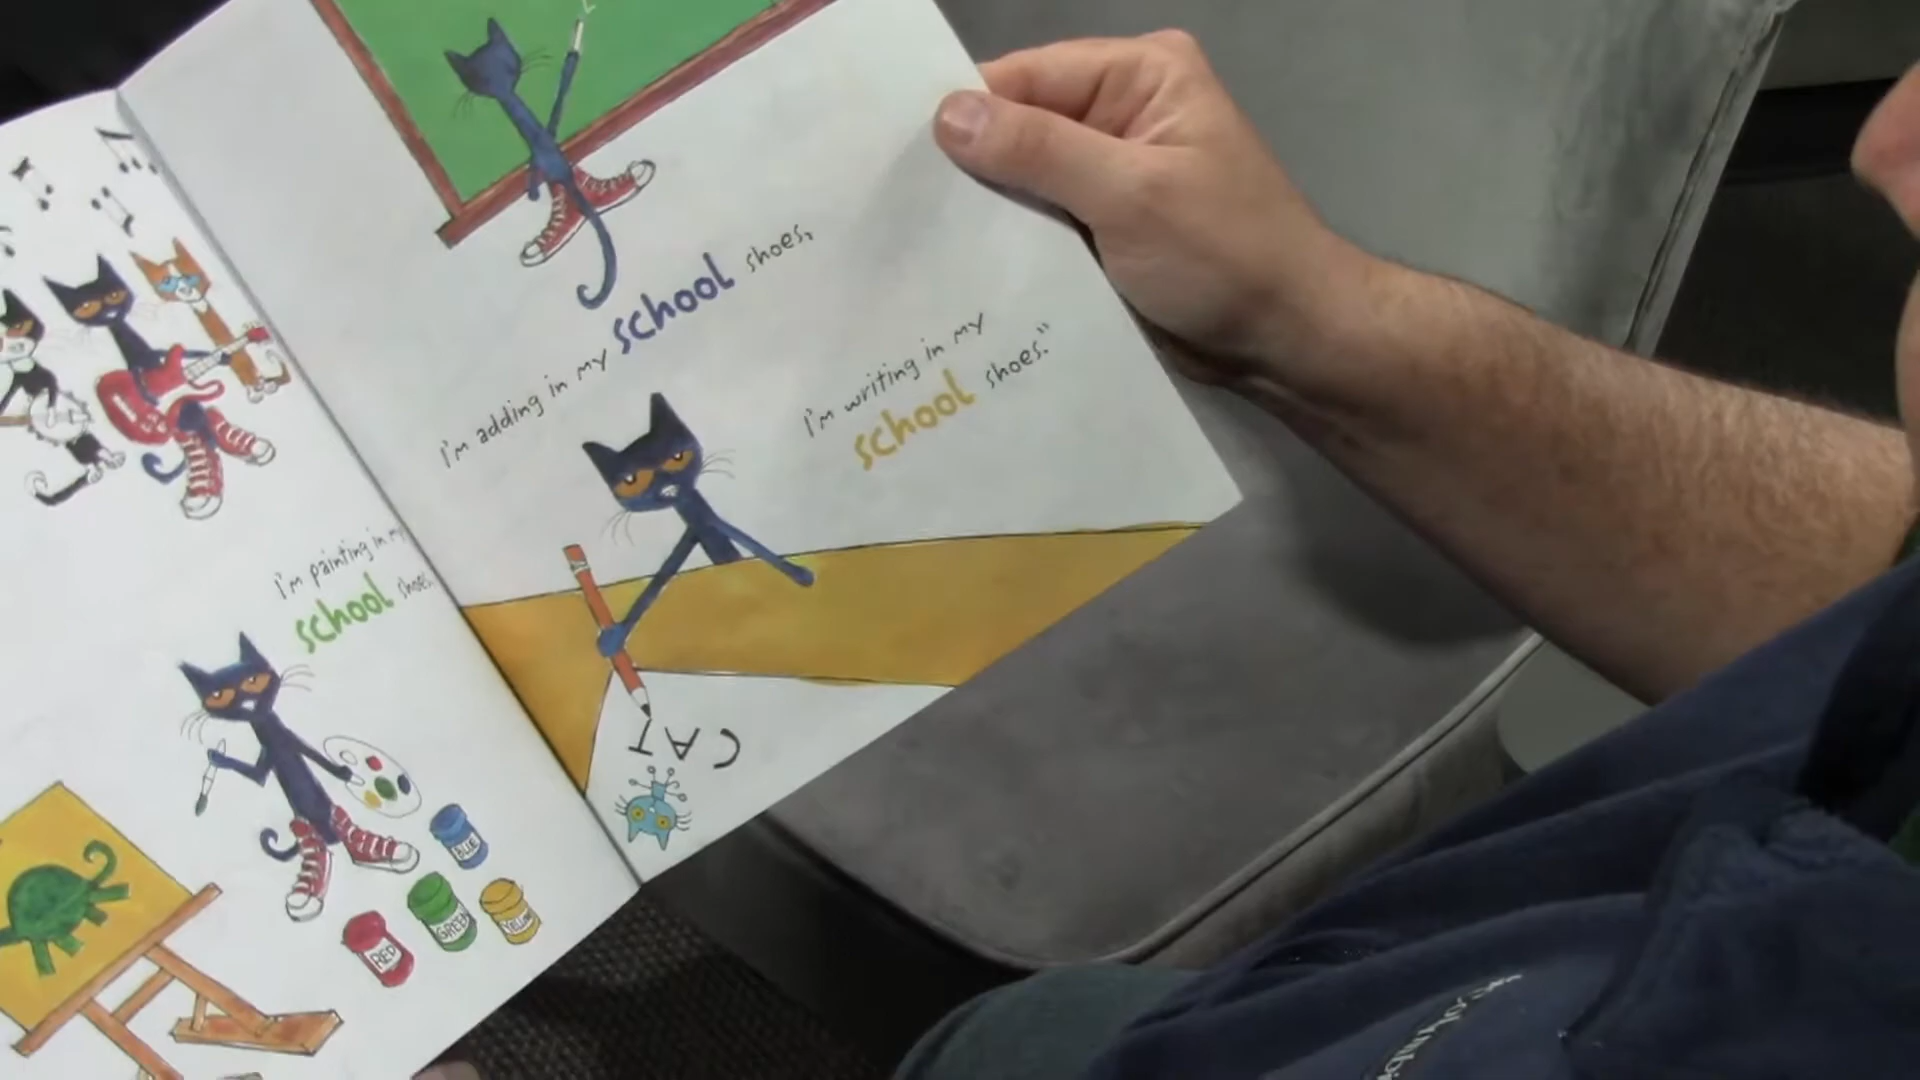 I'm painting in my
school shoes.
I'm adding in my school shoes,
I'm writing in my
school shoes."
CAT
BLUE
GREEN
YELLOW
RED